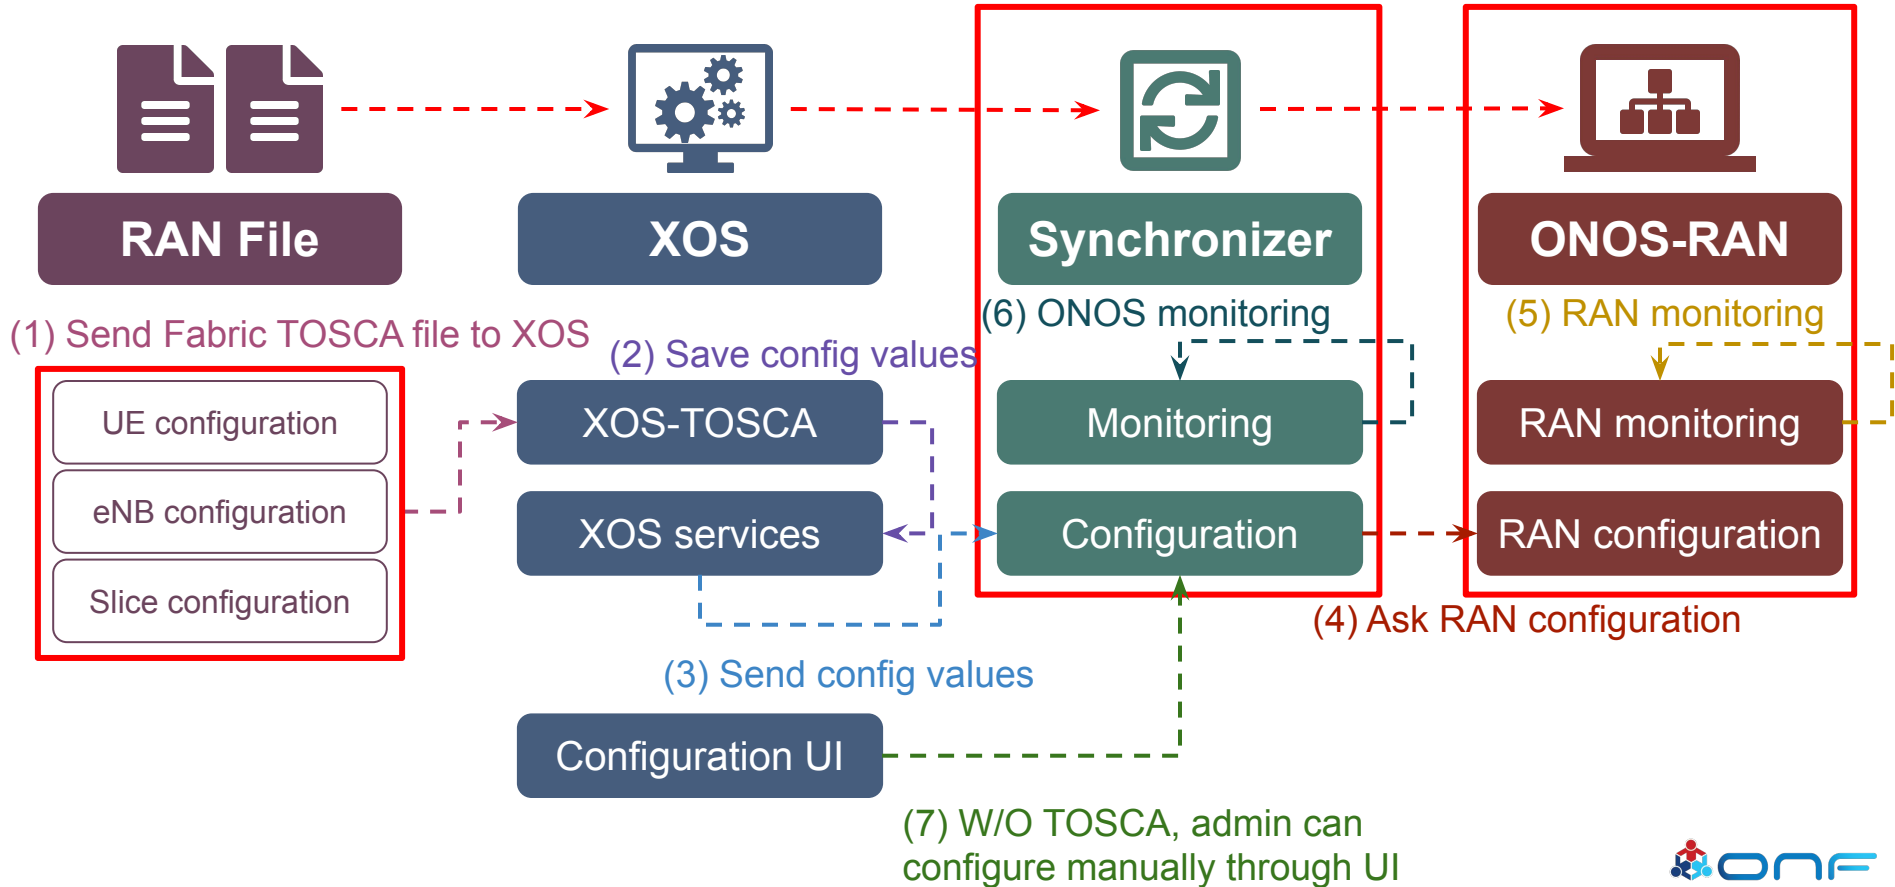 RAN File
XOS
Synchronizer
ONOS-RAN
(1) Send Fabric TOSCA file to XOS
(2) Save config values
(6) ONOS monitoring
(5) RAN monitoring
UE configuration
eNB configuration
Slice configuration
XOS-TOSCA
XOS services
Monitoring
Configuration
RAN monitoring
RAN configuration
(4) Ask RAN configuration
(3) Send config values
Configuration UI
(7) W/O TOSCA, admin can
configure manually through UI
ONF